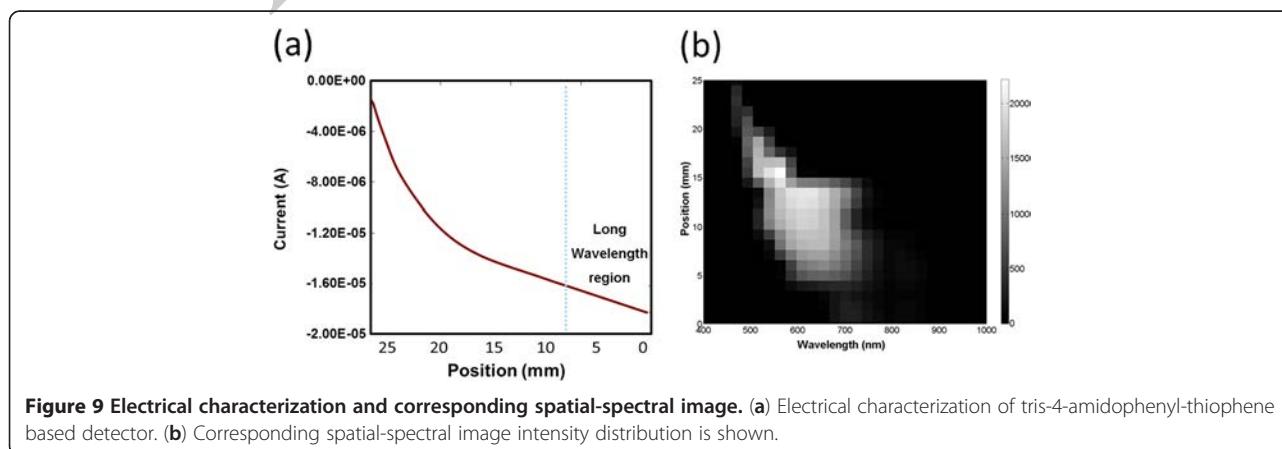 (a)
0.00E+00
-4.00E-06
-8.00E-06
-1.20E-05
-1.60E-05
-2.00E-05
Current (A)
Long
Wavelength
region
25 20 15 10 5 0
Position (mm)
(b)
25
20
15
10
5
0
Position (mm)
400 500 600 700 800 900 1000
Wavelength (nm)
500
0
Figure 9 Electrical characterization and corresponding spatial-spectral image. (a) Electrical characterization of tris-4-amidophenyl-thiophene
based detector. (b) Corresponding spatial-spectral image intensity distribution is shown.